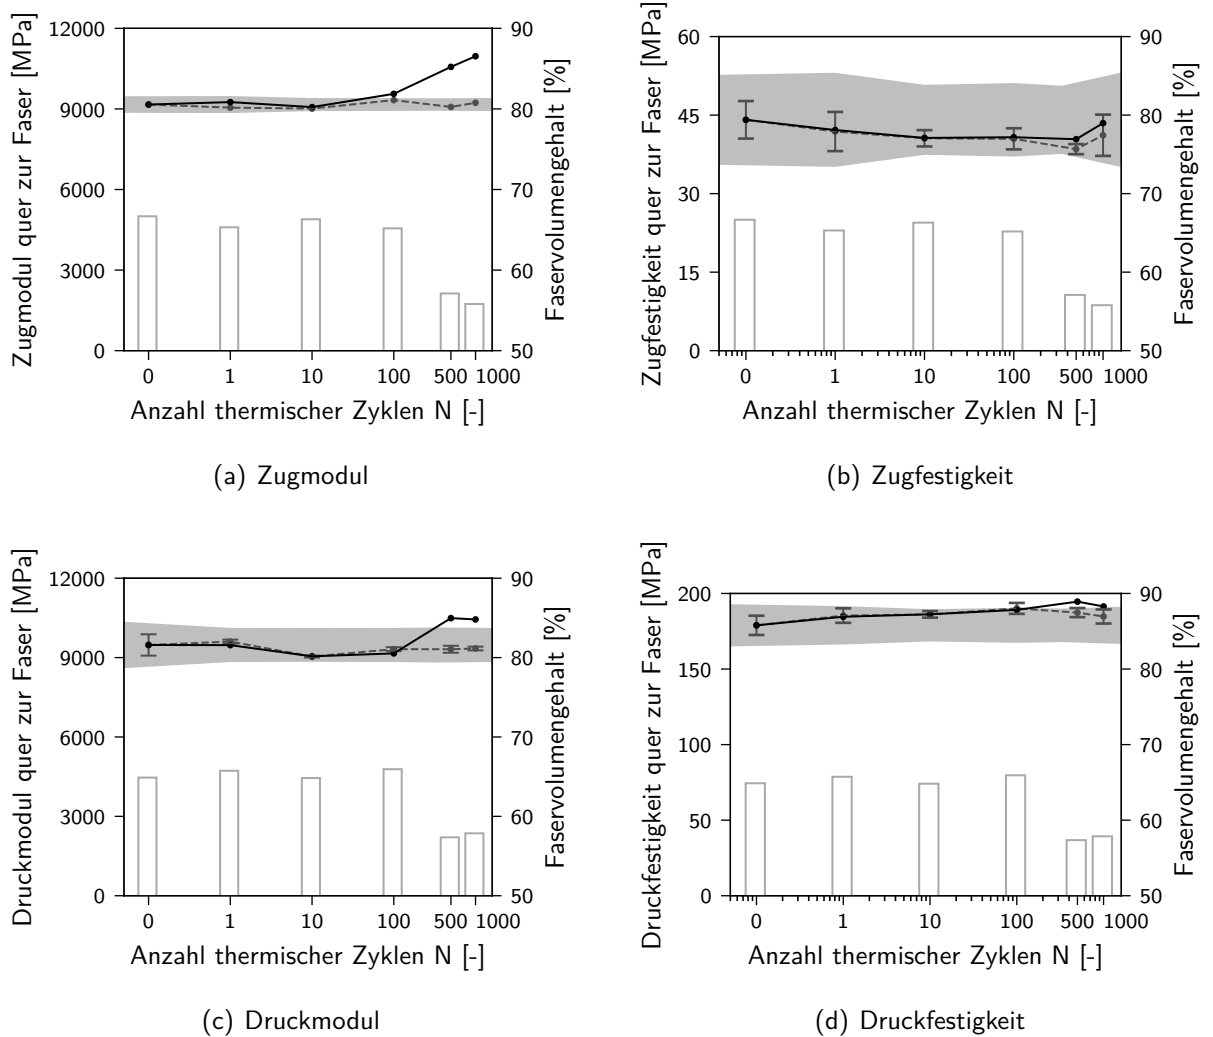 12000
9000
6000
3000
0
90
80
70
60
50
0 1 10 100 500 1000
Zugmodul quer zur Faser [MPa]
Faservolumengehalt [%]
Anzahl thermischer Zyklen N [-]
(a) Zugmodul
60
45
30
15
0
90
80
70
60
50
0 1 10 100 500 1000
Zugfestigkeit quer zur Faser [MPa]
Faservolumengehalt [%]
Anzahl thermischer Zyklen N [-]
(b) Zugfestigkeit
12000
9000
6000
3000
0
90
80
70
60
50
0 1 10 100 500 1000
Druckmodul quer zur Faser [MPa]
Faservolumengehalt [%]
Anzahl thermischer Zyklen N [-]
(c) Druckmodul
200
150
100
50
0
90
80
70
60
50
0 1 10 100 500 1000
Druckfestigkeit quer zur Faser [MPa]
Faservolumengehalt [%]
Anzahl thermischer Zyklen N [-]
(d) Druckfestigkeit